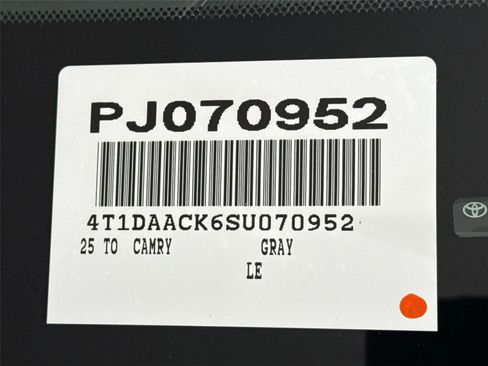 PJ070952
4T1DAACK6SU070952
25 TO CAMRY GRAY
LE